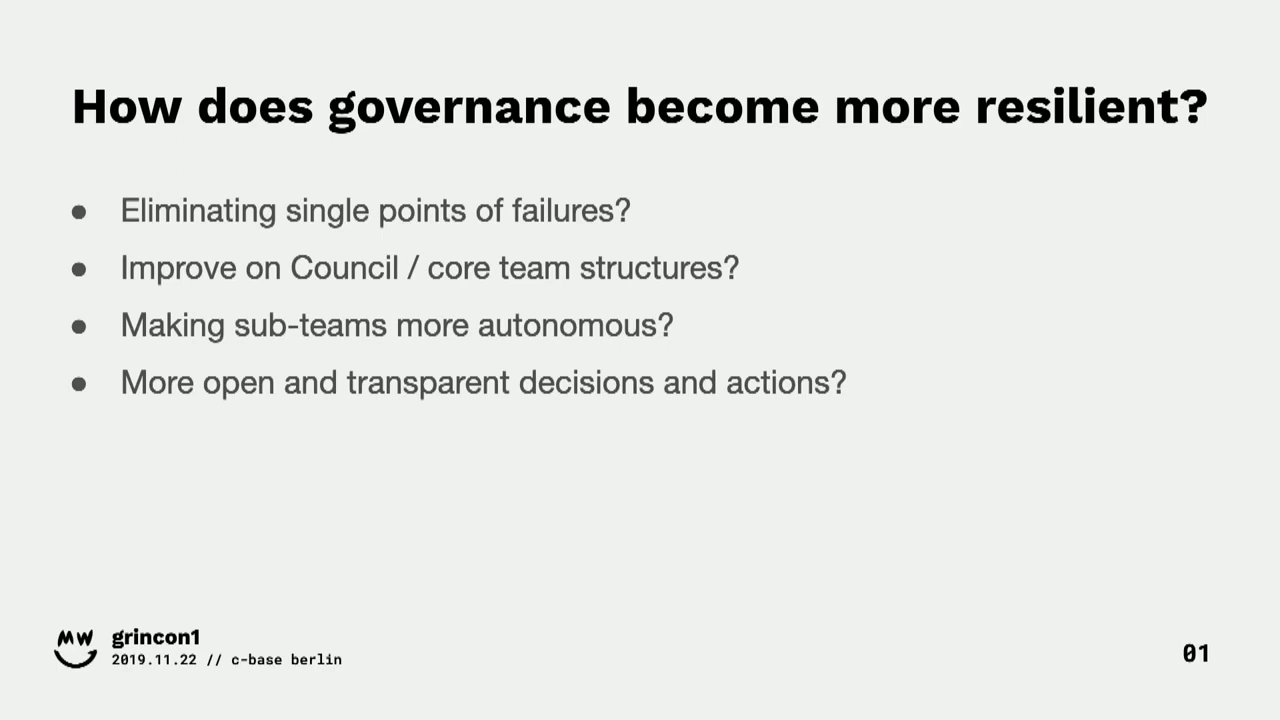 How does governance become more resilient?
● Eliminating single points of failures?
● Improve on Council / core team structures?
● Making sub-teams more autonomous?
● More open and transparent decisions and actions?
MW
grincon1
2019.11.22 // c-base berlin
01